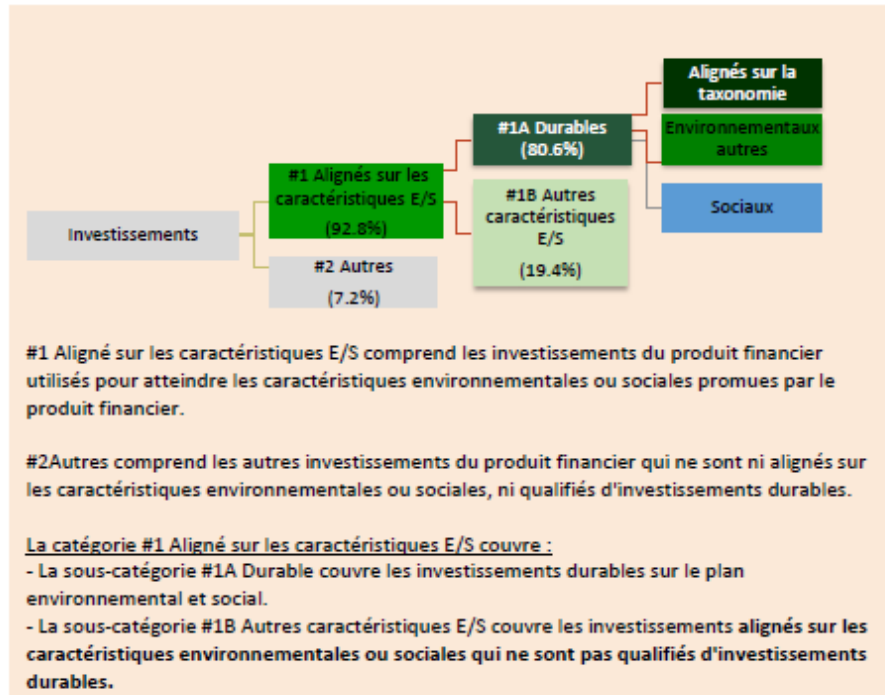 Alignés sur la
taxonomie
#1A Durables
(80.6%)
Environnementaux
autres
#1 Alignés sur les
caractéristiques E/S
(92.8%)
#1B Autres
caractéristiques
E/S
(19.4%)
Sociaux
Investissements
#2 Autres
(7.2%)
#1 Aligné sur les caractéristiques E/S comprend les investissements du produit financier
utilisés pour atteindre les caractéristiques environnementales ou sociales promues par le
produit financier.
#2Autres comprend les autres investissements du produit financier qui ne sont ni alignés sur
les caractéristiques environnementales ou sociales, ni qualifiés d'investissements durables.
La catégorie #1 Aligné sur les caractéristiques E/S couvre :
- La sous-catégorie #1A Durable couvre les investissements durables sur le plan
environnemental et social.
- La sous-catégorie #1B Autres caractéristiques E/S couvre les investissements alignés sur les
caractéristiques environnementales ou sociales qui ne sont pas qualifiés d'investissements
durables.